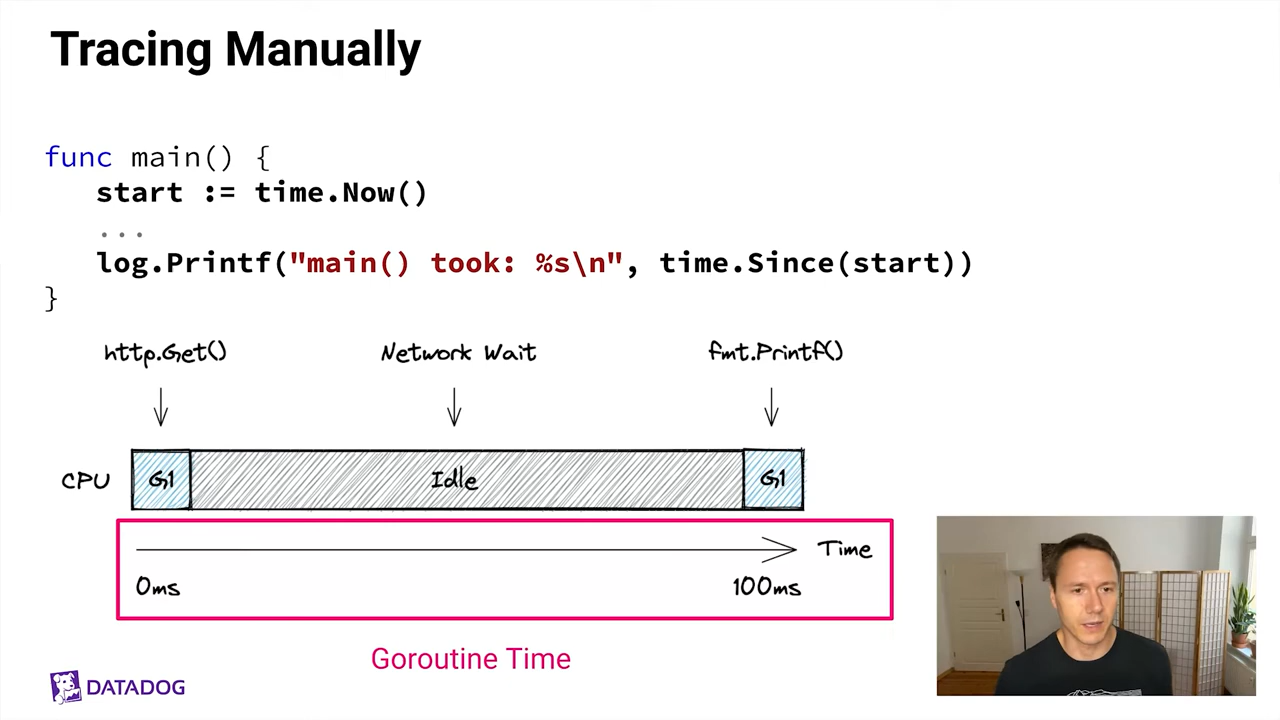 Tracing Manually
func main() {
start := time.Now()
...
log.Printf("main() took: %s\n", time.Since(start))
}
http.Get() Network Wait fmt.Printf()
CPU G1 Idle G1
Time
0ms 100ms
Goroutine Time
DATADOG